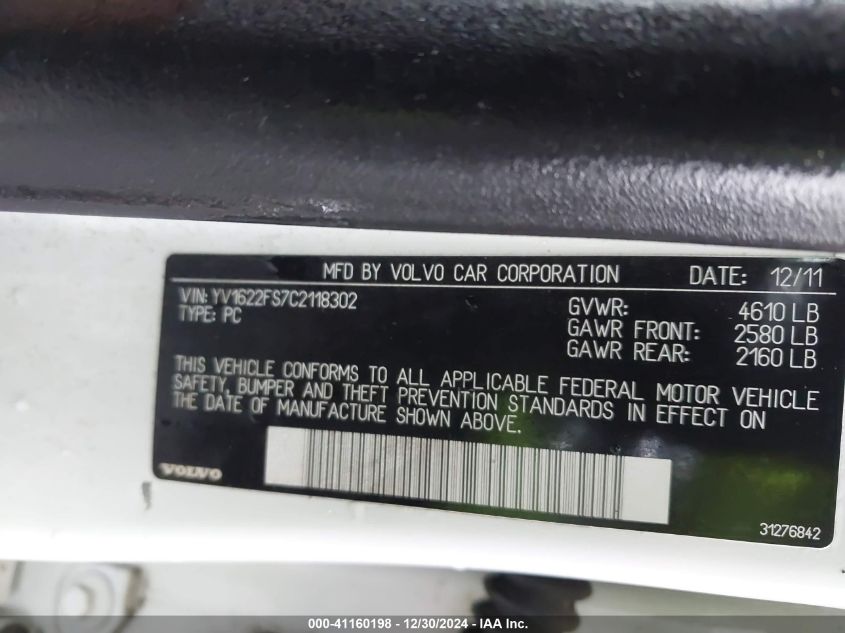 MFD BY VOLVO CAR CORPORATION DATE: 12/11
VIN: YV1622FS7C2118302 GVWR: 4610 LB
TYPE: PC GAWR FRONT: 2580 LB
GAWR REAR: 2160 LB
THIS VEHICLE CONFORMS TO ALL APPLICABLE FEDERAL MOTOR VEHICLE
SAFETY, BUMPER AND THEFT PREVENTION STANDARDS IN EFFECT ON
THE DATE OF MANUFACTURE SHOWN ABOVE.
VOLVO
31276842
000-41160198 - 12/30/2024 - IAA Inc.